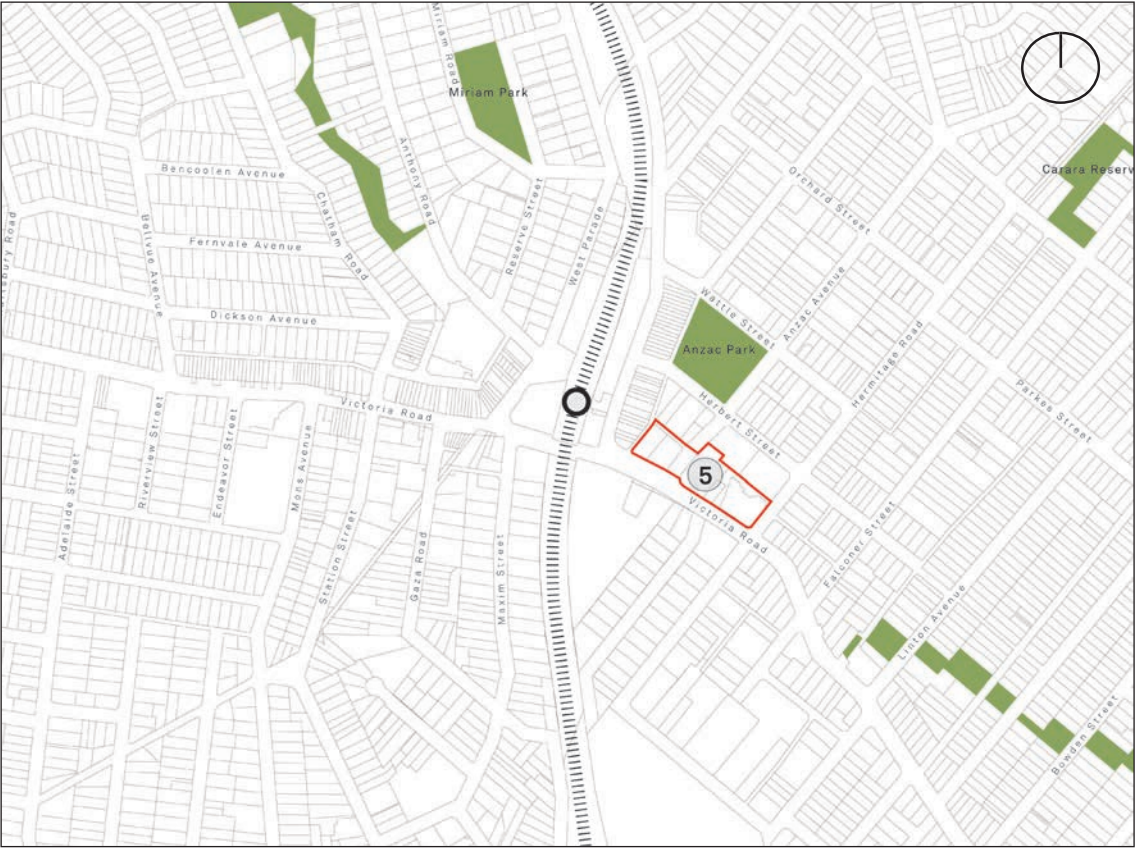 Miriam Road
Miriam Park
Bencoolen Avenue
Anthony Road
Carara Reserv
Orchard Street
Chatham Road
Reserve Street
West Parade
Bellvue Avenue
Fernvale Avenue
Wattle Street
Anzac Avenue
Dickson Avenue
Anzac Park
Hermitage Road
Parkes Street
Victoria Road
Herbert Street
Riverview Street
Endeavor Street
Mons Avenue
Adelaide Street
5
Victoria Road
Station Street
Gaza Road
Maxim Street
Falconer Street
Linton Avenue
Bowden Street